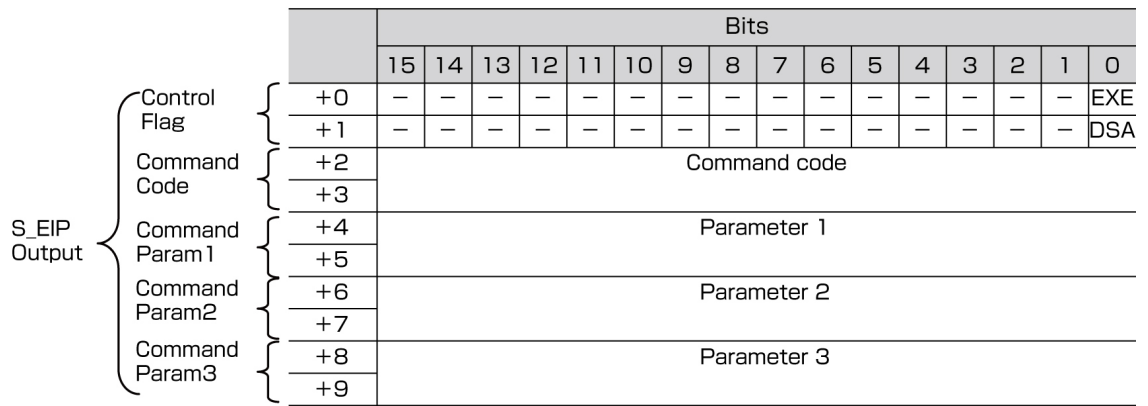 Bits
15 14 13 12 11 10 9 8 7 6 5 4 3 2 1 0
S_EIP
Output
Control
Flag
+0 – – – – – – – – – – – – – – – EXE
+1 – – – – – – – – – – – – – – – DSA
Command
Code
+2 Command code
+3
Command
Param1
+4 Parameter 1
+5
Command
Param2
+6 Parameter 2
+7
Command
Param3
+8 Parameter 3
+9